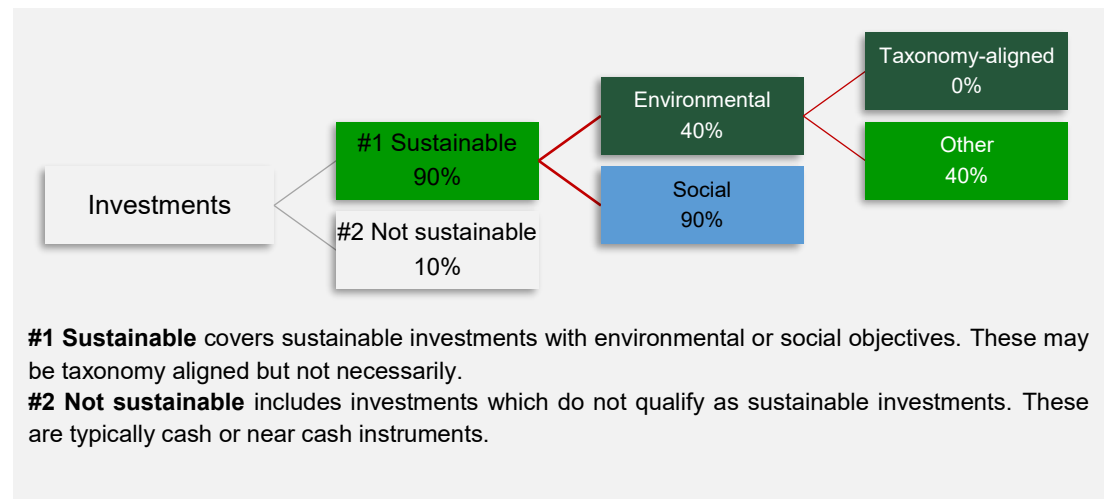 Investments
#1 Sustainable
90%
#2 Not sustainable
10%
Environmental
40%
Social
90%
Taxonomy-aligned
0%
Other
40%
#1 Sustainable covers sustainable investments with environmental or social objectives. These may
be taxonomy aligned but not necessarily.
#2 Not sustainable includes investments which do not qualify as sustainable investments. These
are typically cash or near cash instruments.